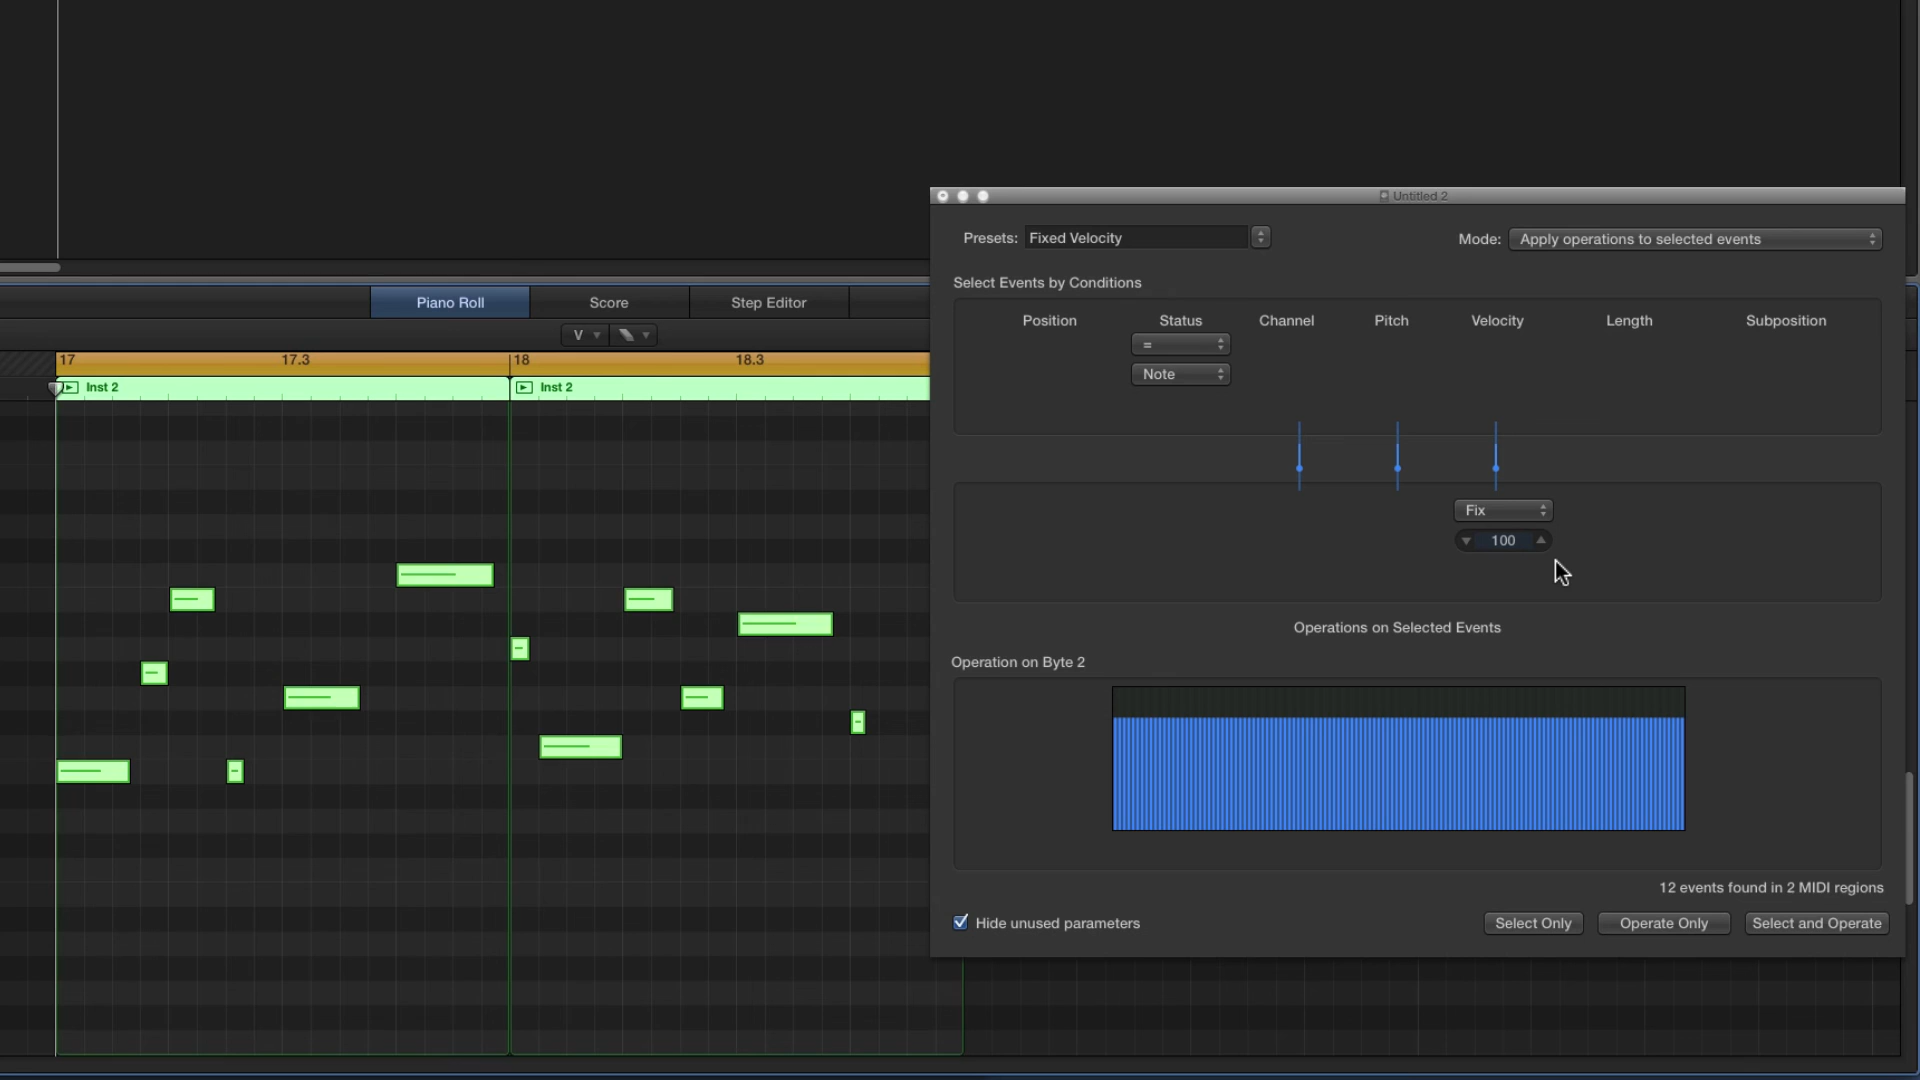 Untitled 2
Presets: Fixed Velocity
Mode: Apply operations to selected events
Select Events by Conditions
Position Status Channel Pitch Velocity Length Subposition
=
Note
Fix
100
Operations on Selected Events
Operation on Byte 2
12 events found in 2 MIDI regions
Hide unused parameters
Select Only Operate Only Select and Operate
Piano Roll Score Step Editor
V
17 17.3 18 18.3
Inst 2 Inst 2